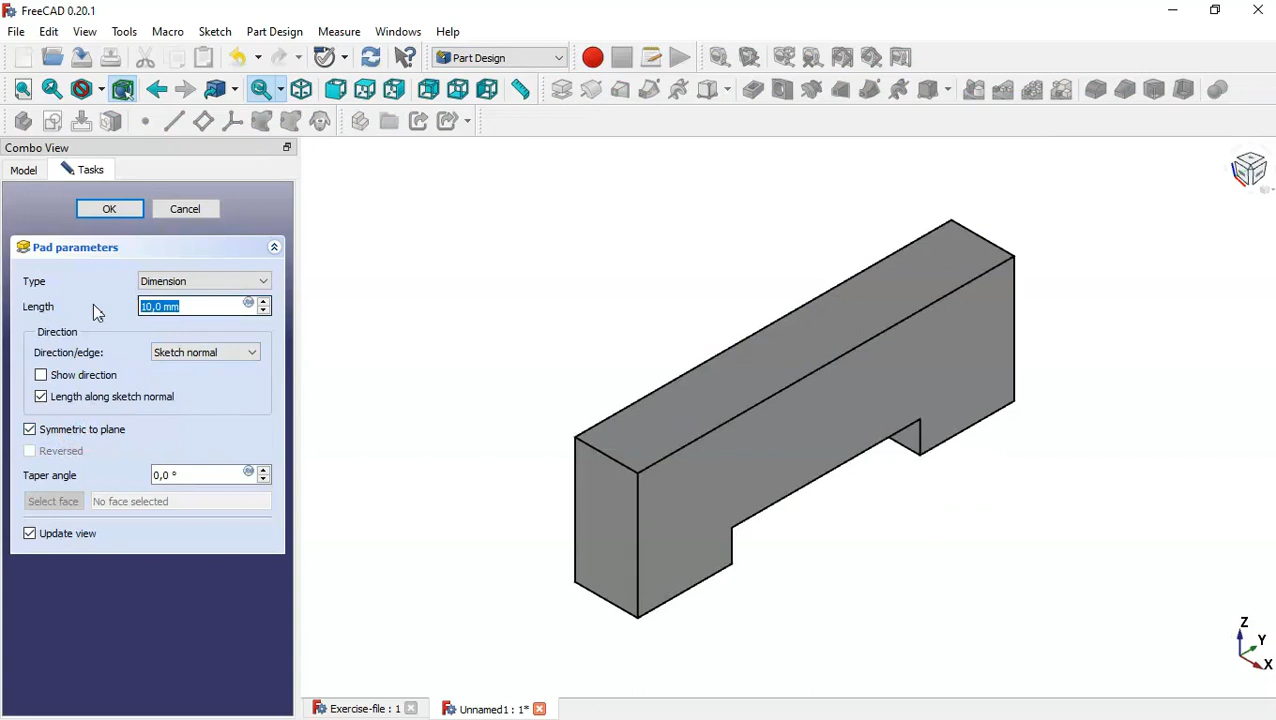 FreeCAD 0.20.1
File Edit View Tools Macro Sketch Part Design Measure Windows Help
Part Design
Combo View
Model Tasks
OK Cancel
Pad parameters
Type Dimension
Length 10,0 mm
Direction
Direction/edge: Sketch normal
Show direction
Length along sketch normal
Symmetric to plane
Reversed
Taper angle 0,0 °
Select face No face selected
Update view
Z
Y
X
Exercise-file : 1 Unnamed1 : 1*